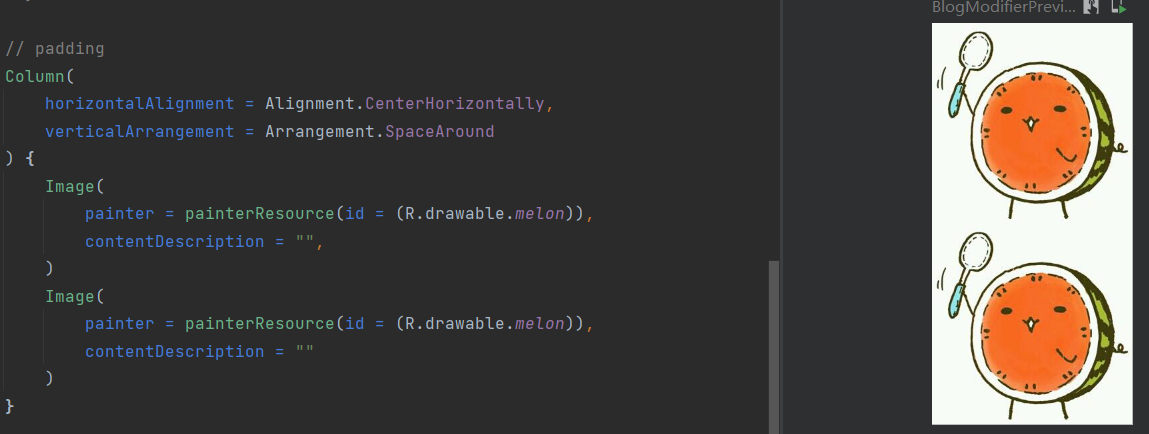 BlogModifierPrevi...
// padding
Column(
    horizontalAlignment = Alignment.CenterHorizontally,
    verticalArrangement = Arrangement.SpaceAround
) {
    Image(
        painter = painterResource(id = (R.drawable.melon)),
        contentDescription = "",
    )
    Image(
        painter = painterResource(id = (R.drawable.melon)),
        contentDescription = ""
    )
}